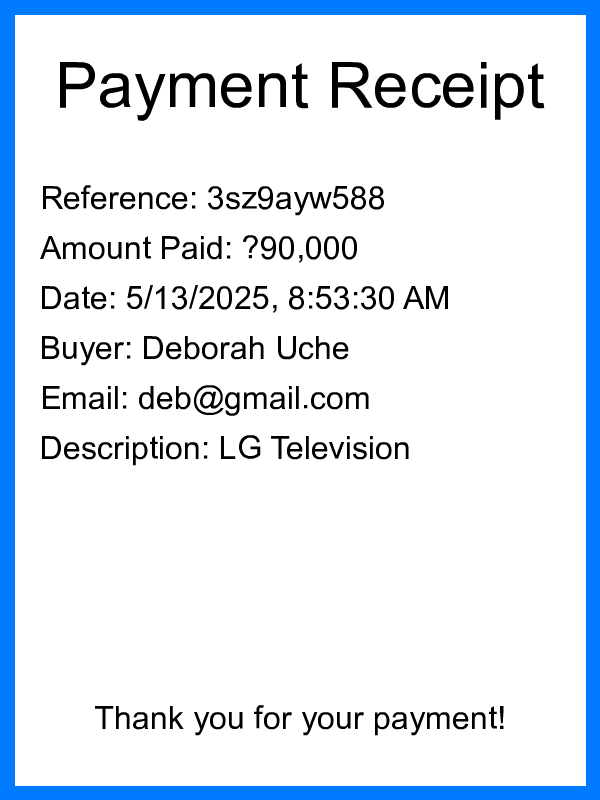 Payment Receipt
Reference: 3sz9ayw588
Amount Paid: ?90,000
Date: 5/13/2025, 8:53:30 AM
Buyer: Deborah Uche
Email: deb@gmail.com
Description: LG Television
Thank you for your payment!